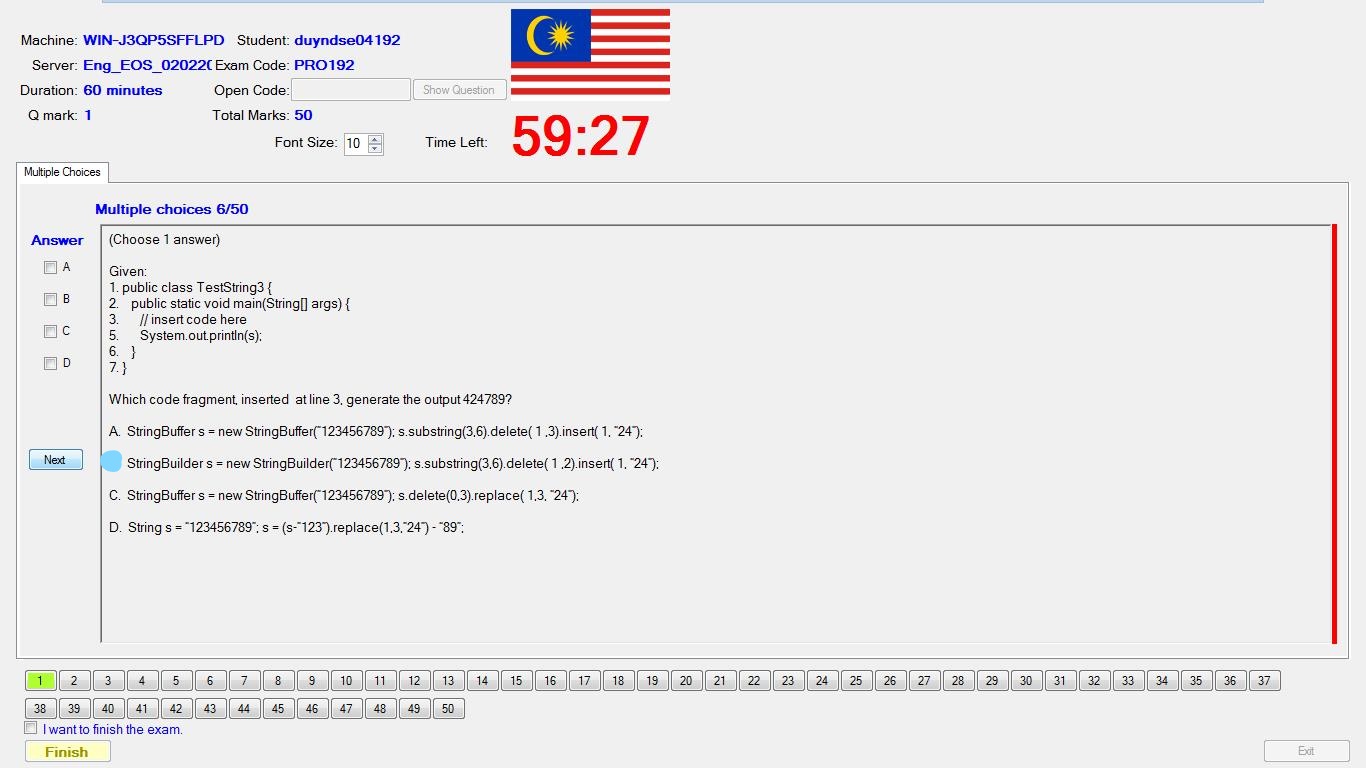 Machine: WIN-J3QP5SFFLPD Student: duyndse04192
Server: Eng_EOS_020220 Exam Code: PRO192
Duration: 60 minutes Open Code: Show Question
Q mark: 1 Total Marks: 50
Font Size: 10 Time Left: 59:27
Multiple Choices
Multiple choices 6/50
Answer
A
B
C
D
Next
(Choose 1 answer)
Given:
1. public class TestString3 {
2. public static void main(String[] args) {
3. // insert code here
5. System.out.println(s);
6. }
7. }
Which code fragment, inserted at line 3, generate the output 424789?
A. StringBuffer s = new StringBuffer("123456789"); s.substring(3,6).delete( 1 ,3).insert( 1, "24");
StringBuilder s = new StringBuilder("123456789"); s.substring(3,6).delete( 1 ,2).insert( 1, "24");
C. StringBuffer s = new StringBuffer("123456789"); s.delete(0,3).replace( 1,3, "24");
D. String s = "123456789"; s = (s-"123").replace(1,3,"24") - "89";
1 2 3 4 5 6 7 8 9 10 11 12 13 14 15 16 17 18 19 20 21 22 23 24 25 26 27 28 29 30 31 32 33 34 35 36 37
38 39 40 41 42 43 44 45 46 47 48 49 50
I want to finish the exam.
Finish Exit